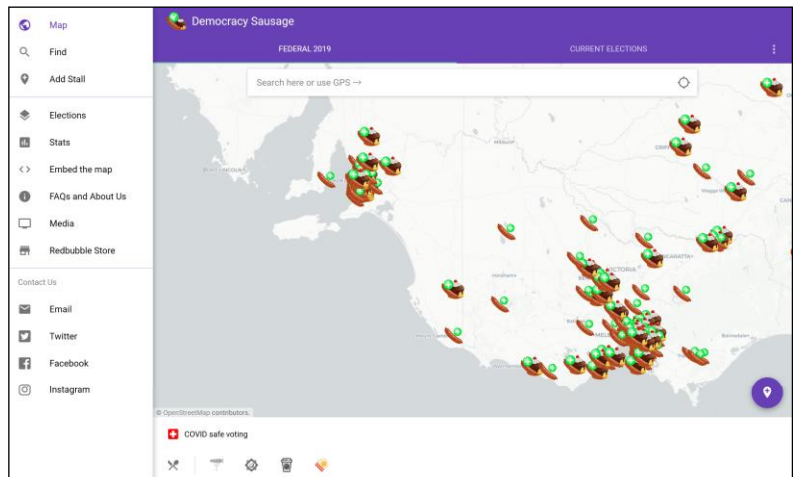 Map
Find
Add Stall
Elections
Stats
Embed the map
FAQs and About Us
Media
Redbubble Store
Contact Us
Email
Twitter
Facebook
Instagram
Democracy Sausage
FEDERAL 2019
CURRENT ELECTIONS
Search here or use GPS →
VICTORIA
© OpenStreetMap contributors.
COVID safe voting